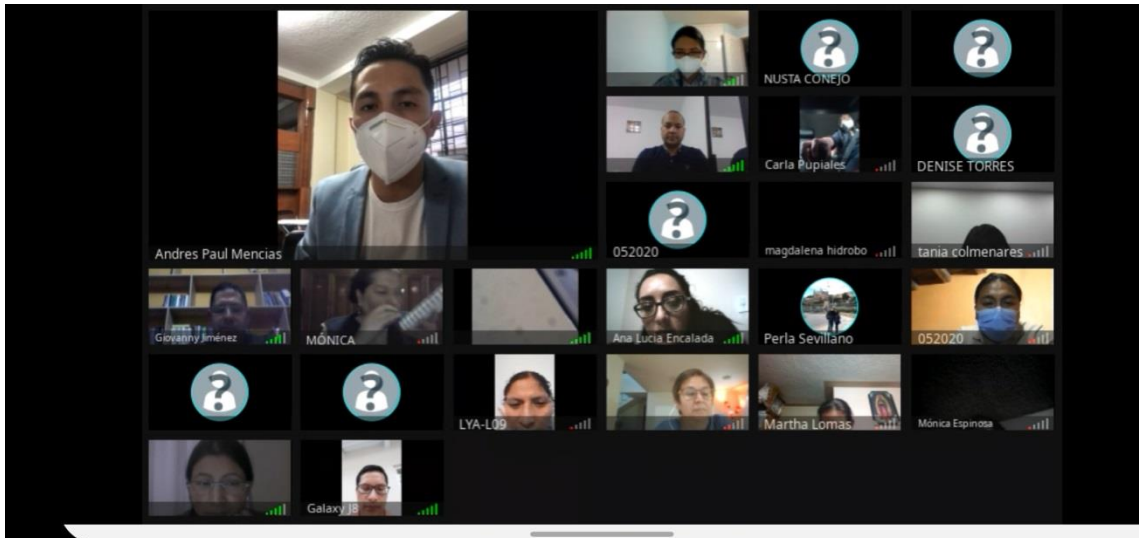 NUSTA CONEJO
Carla Pupiales
DENISE TORRES
Andres Paul Mencias
052020
magdalena hidrobo
tania colmenares
Giovanny Jiménez
MÓNICA
Ana Lucia Encalada
Perla Sevillano
052020
LYA-L09
Martha Lomas
Mónica Espinosa
Galaxy J8